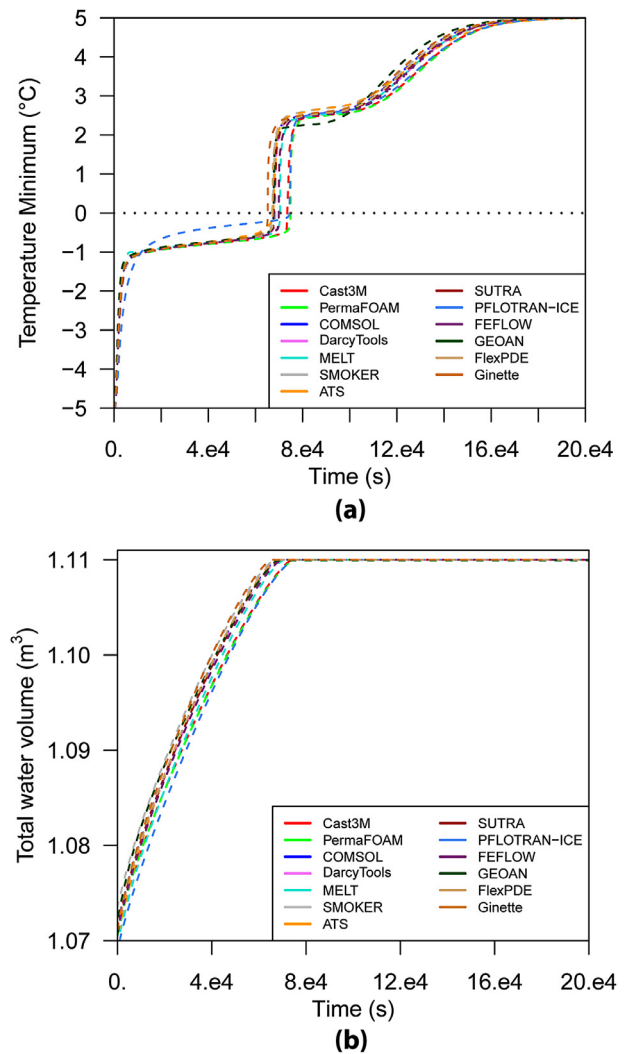 Temperature Minimum (°C)
5
4
3
2
1
0
−1
−2
−3
−4
−5
Cast3M
PermaFOAM
COMSOL
DarcyTools
MELT
SMOKER
ATS
SUTRA
PFLOTRAN−ICE
FEFLOW
GEOAN
FlexPDE
Ginette
0. 4.e4 8.e4 12.e4 16.e4 20.e4
Time (s)
(a)
Total water volume (m³)
1.11
1.10
1.09
1.08
1.07
Cast3M
PermaFOAM
COMSOL
DarcyTools
MELT
SMOKER
ATS
SUTRA
PFLOTRAN−ICE
FEFLOW
GEOAN
FlexPDE
Ginette
0. 4.e4 8.e4 12.e4 16.e4 20.e4
Time (s)
(b)